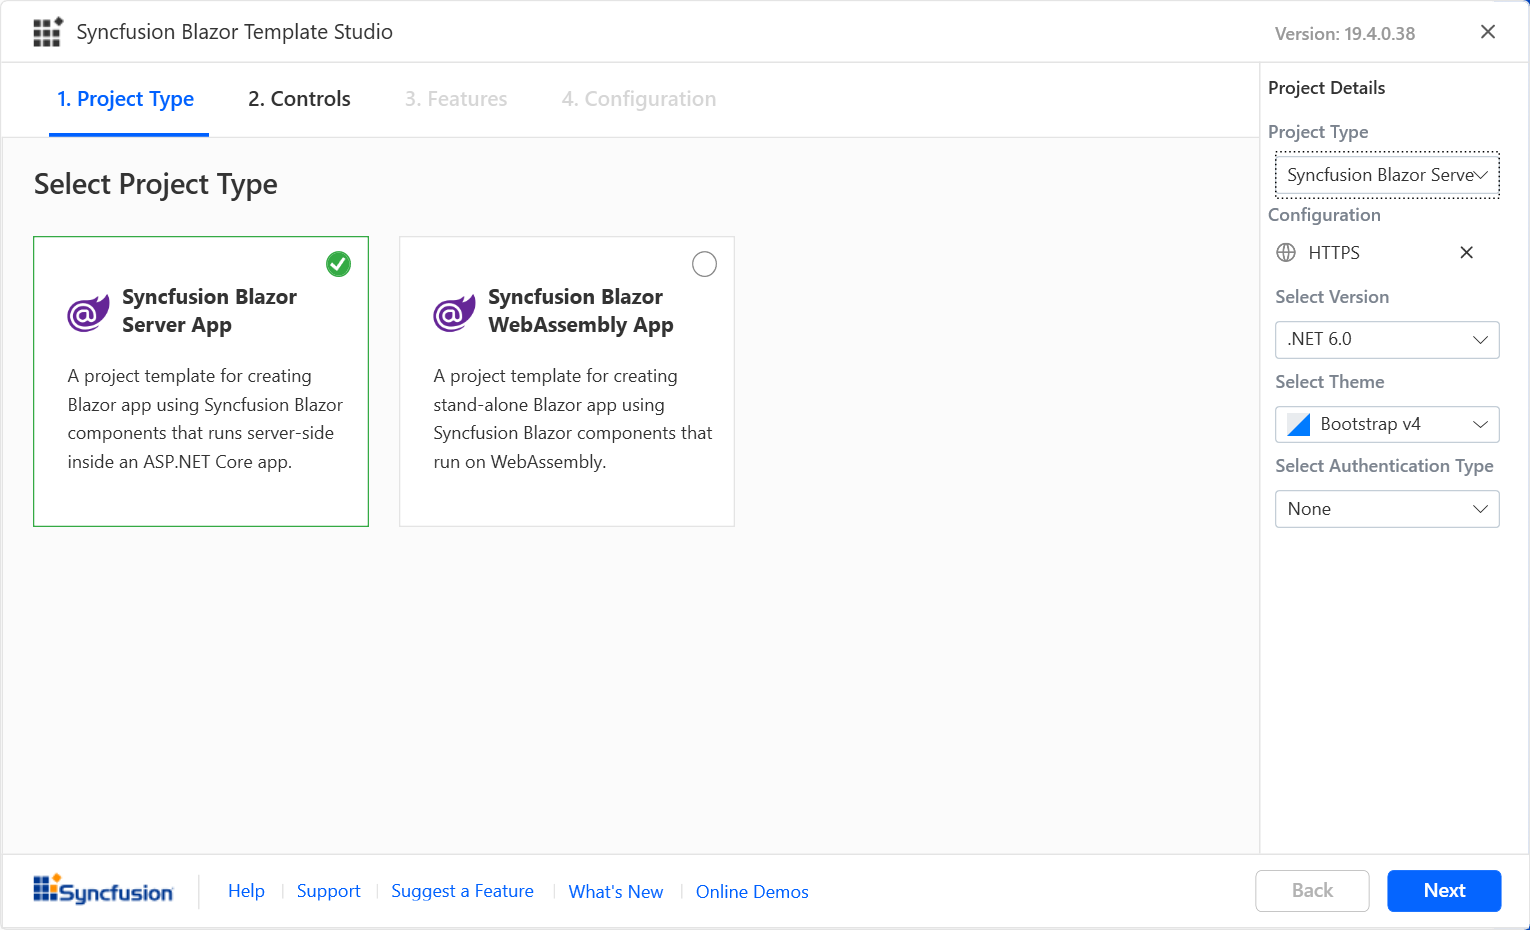 Syncfusion Blazor Template Studio
Version: 19.4.0.38
1. Project Type
2. Controls
3. Features
4. Configuration
Select Project Type
Syncfusion Blazor
Server App
A project template for creating
Blazor app using Syncfusion Blazor
components that runs server-side
inside an ASP.NET Core app.
Syncfusion Blazor
WebAssembly App
A project template for creating
stand-alone Blazor app using
Syncfusion Blazor components that
run on WebAssembly.
Project Details
Project Type
Syncfusion Blazor Serve
Configuration
HTTPS
Select Version
.NET 6.0
Select Theme
Bootstrap v4
Select Authentication Type
None
Syncfusion
Help
Support
Suggest a Feature
What's New
Online Demos
Back
Next